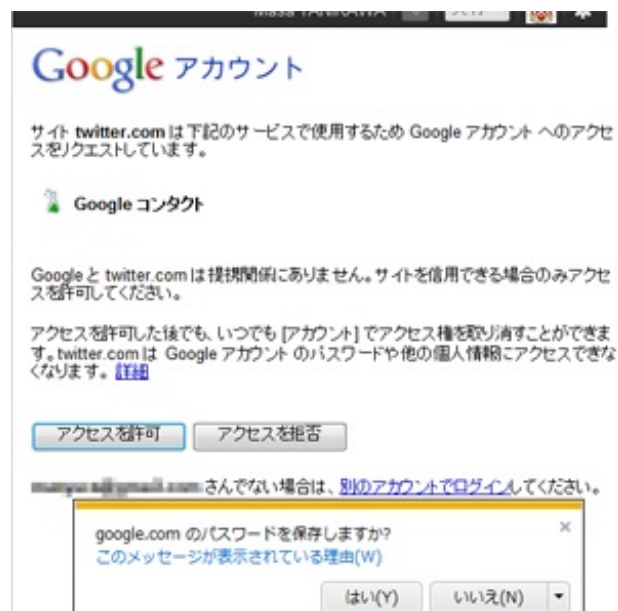 Google アカウント
サイト twitter.com は下記のサービスで使用するため Google アカウント へのアクセ
スをリクエストしています。
Google コンタクト
Google と twitter.com は提携関係にありません。サイトを信用できる場合のみアクセ
スを許可してください。
アクセスを許可した後でも、いつでも [アカウント] でアクセス権を取り消すことができま
す。twitter.com は Google アカウント のパスワードや他の個人情報にアクセスできな
くなります。 詳細
アクセスを許可 アクセスを拒否
さんでない場合は、別のアカウントでログインしてください。
google.com のパスワードを保存しますか?
このメッセージが表示されている理由(W)
はい(Y) いいえ(N)